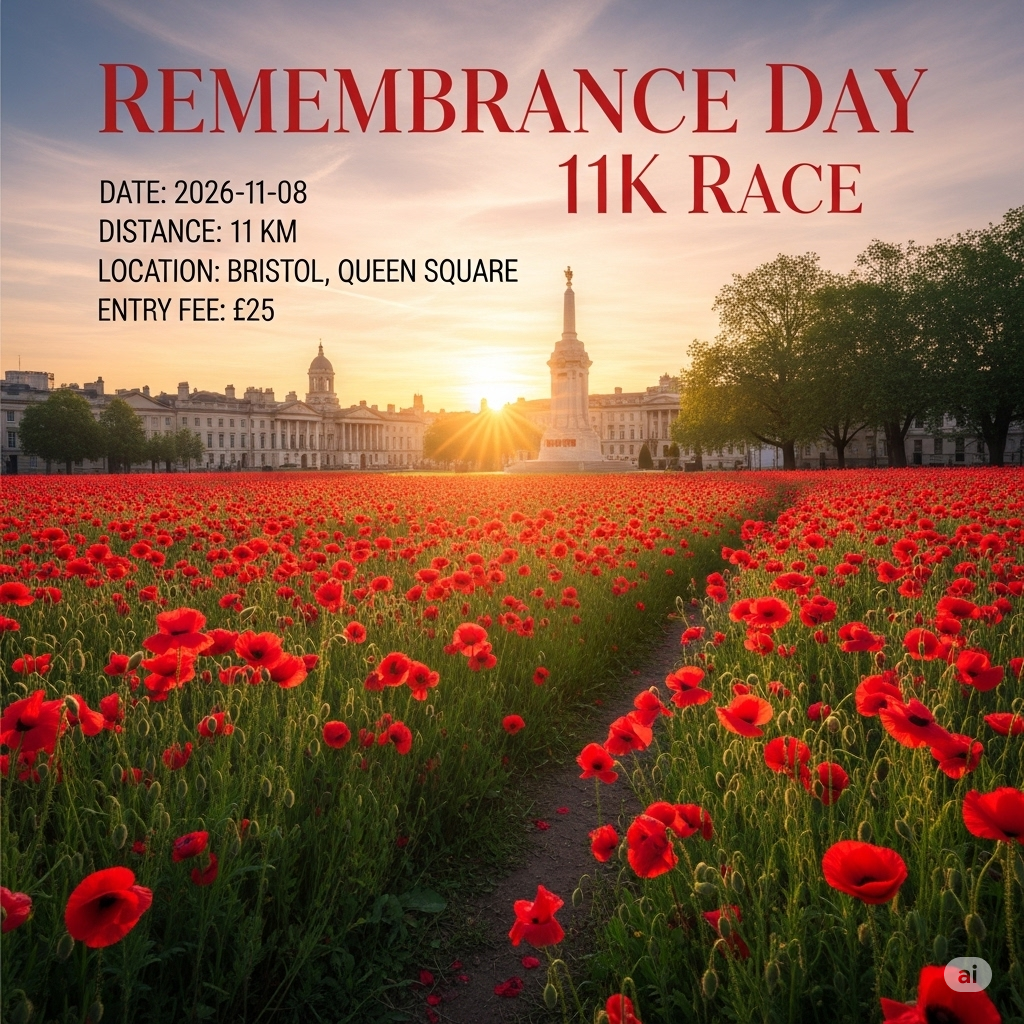 REMEMBRANCE DAY
11K RACE
DATE: 2026-11-08
DISTANCE: 11 KM
LOCATION: BRISTOL, QUEEN SQUARE
ENTRY FEE: £25
ai